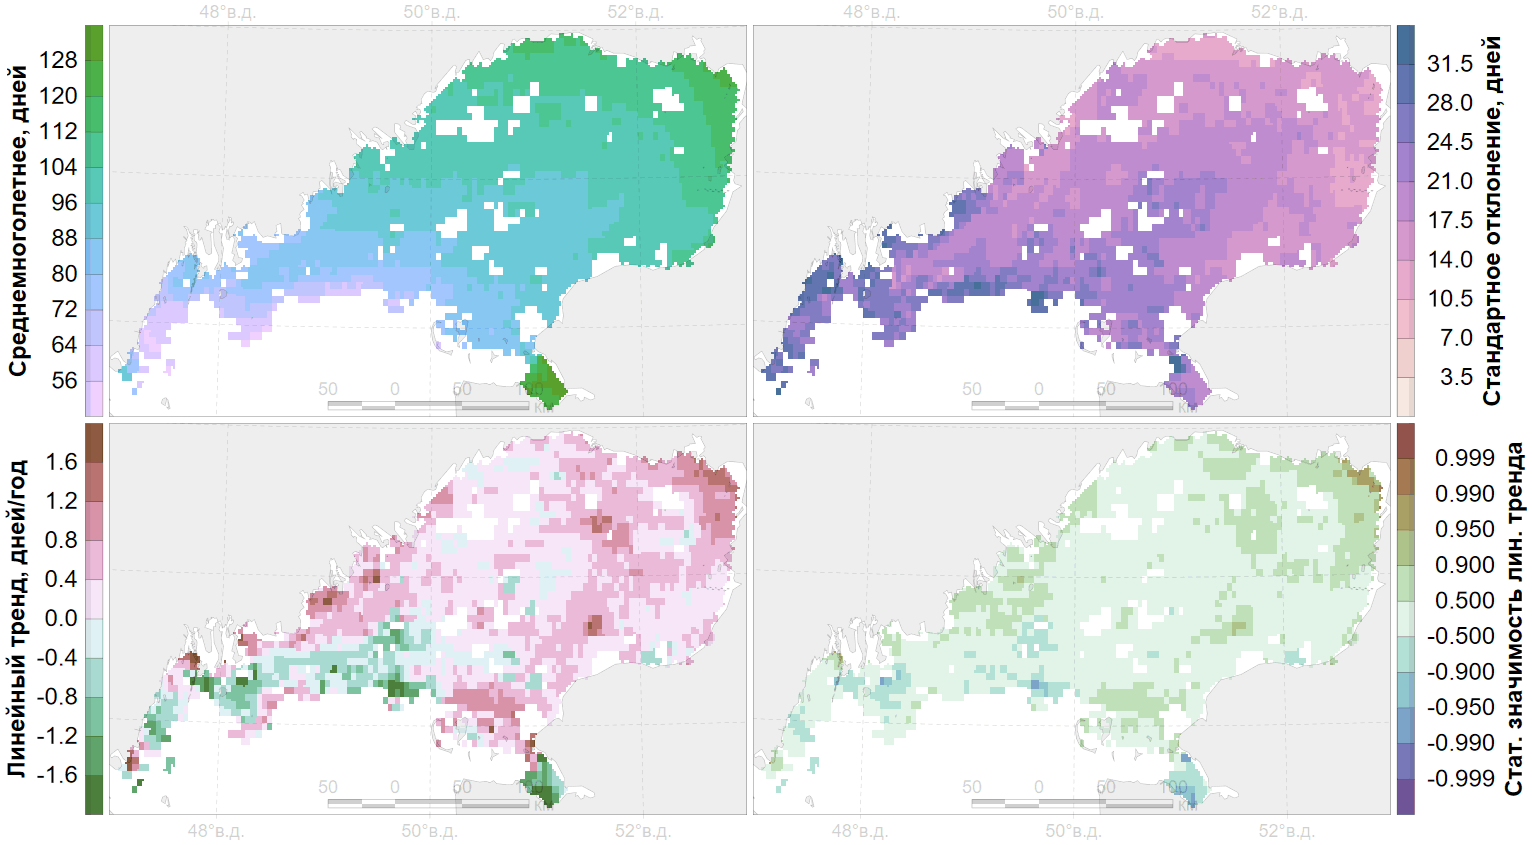 48°в.д. 50°в.д. 52°в.д. 48°в.д. 50°в.д. 52°в.д.
Среднемноголетнее, дней
128
120
112
104
96
88
80
72
64
56
50 0 50 100
km
Стандартное отклонение, дней
31.5
28.0
24.5
21.0
17.5
14.0
10.5
7.0
3.5
50 0 50 100
km
Линейный тренд, дней/год
1.6
1.2
0.8
0.4
0.0
-0.4
-0.8
-1.2
-1.6
50 0 50 100
km
Стат. значимость лин. тренда
0.999
0.990
0.950
0.900
0.500
-0.500
-0.900
-0.950
-0.990
-0.999
50 0 50 100
km
48°в.д. 50°в.д. 52°в.д. 48°в.д. 50°в.д. 52°в.д.